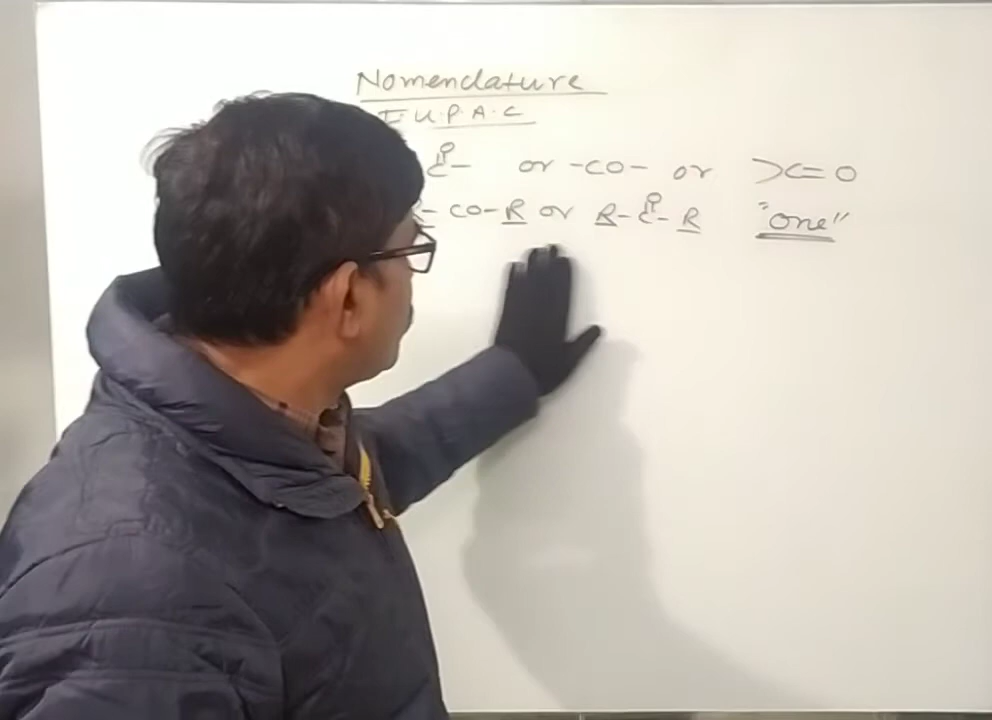 Nomenclature
I.U.P.A.C
O
C- or -CO- or >C=O
O
- CO-R or R-C-R "one"